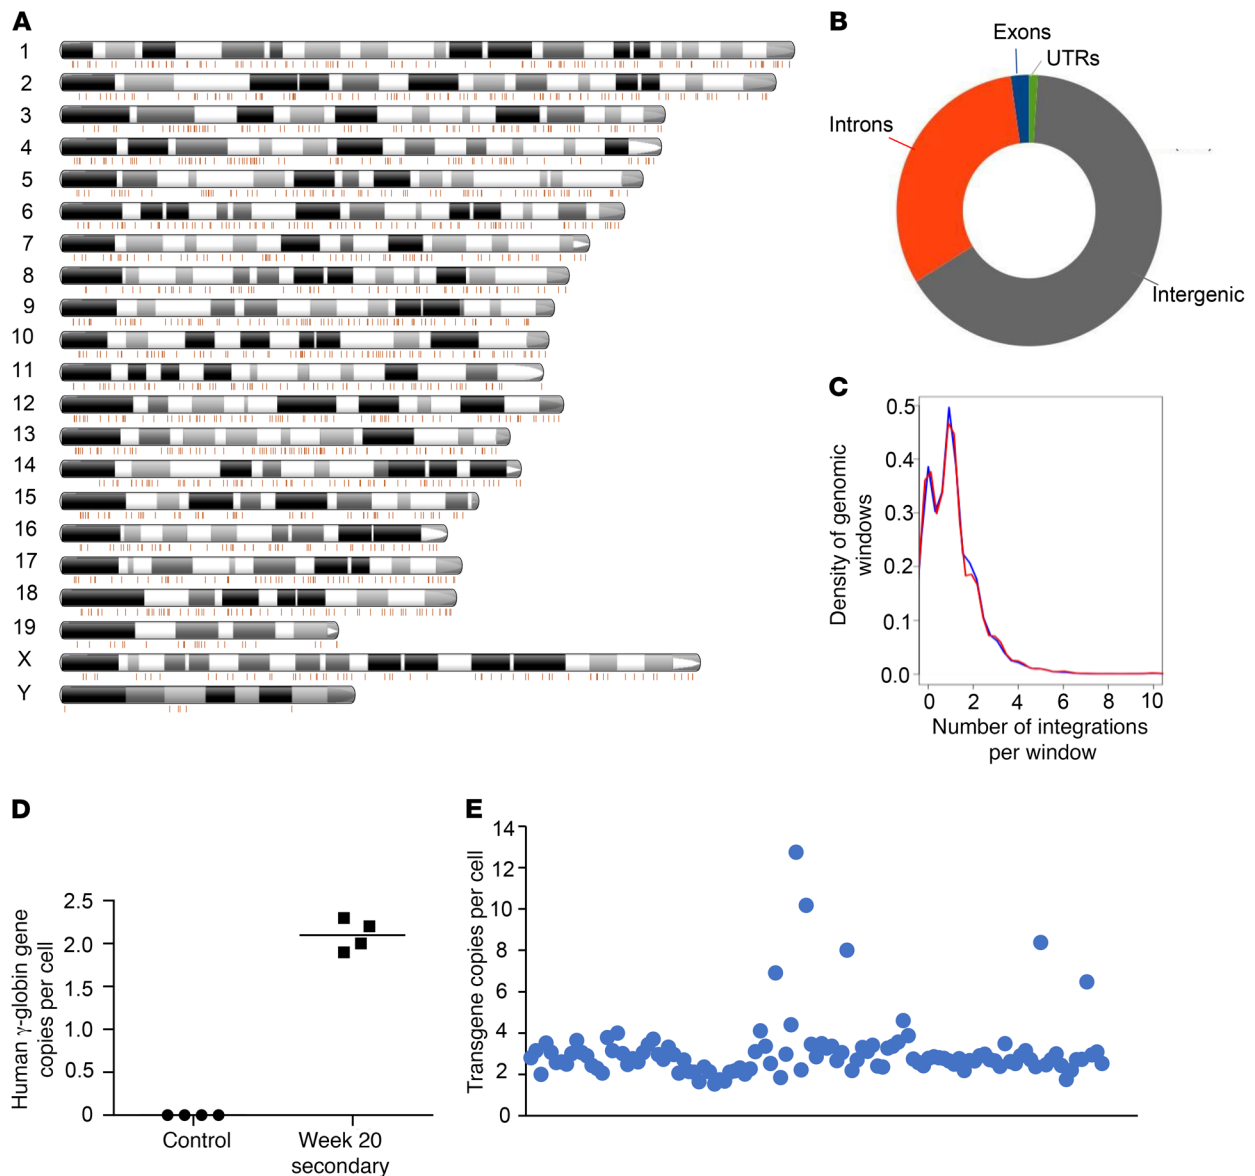 A
1
2
3
4
5
6
7
8
9
10
11
12
13
14
15
16
17
18
19
X
Y
B
Exons
UTRs
Introns
Intergenic
C
0.5
0.4
0.3
0.2
0.1
0.0
Density of genomic
windows
0 2 4 6 8 10
Number of integrations
per window
D
Human γ-globin gene
copies per cell
2.5
2.0
1.5
1.0
0.5
0
Control
Week 20
secondary
E
Transgene copies per cell
14
12
10
8
6
4
2
0